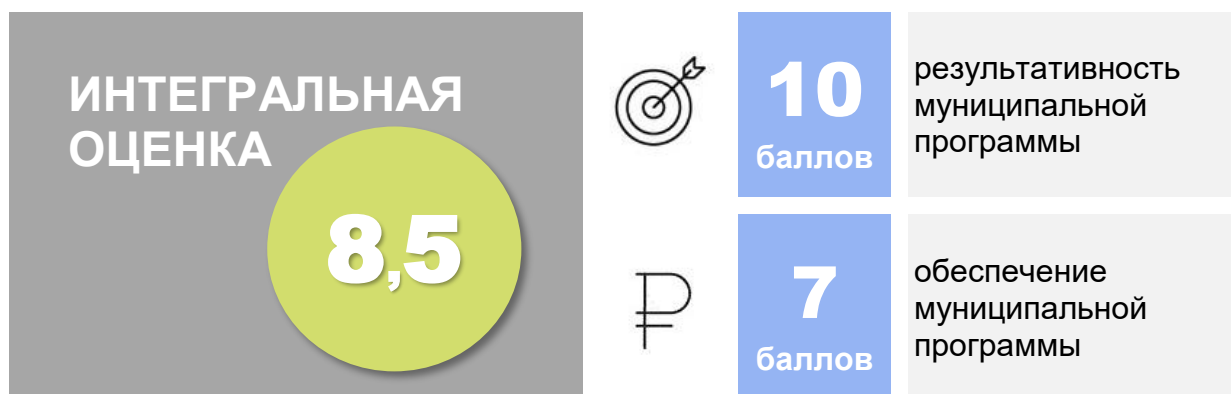 ИНТЕГРАЛЬНАЯ
ОЦЕНКА
8,5
10
баллов
результативность
муниципальной
программы
7
баллов
обеспечение
муниципальной
программы